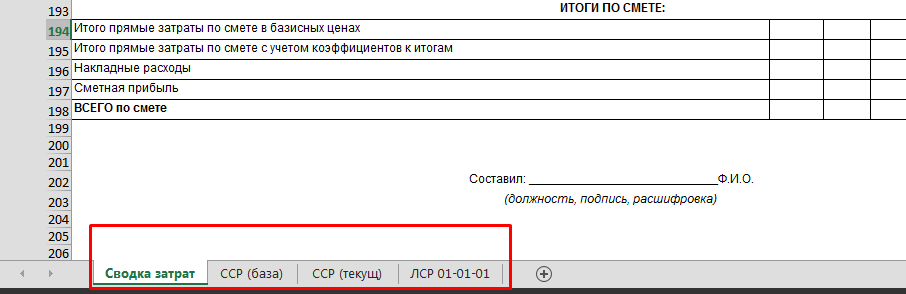 193 ИТОГИ ПО СМЕТЕ:
194 Итого прямые затраты по смете в базисных ценах
195 Итого прямые затраты по смете с учетом коэффициентов к итогам
196 Накладные расходы
197 Сметная прибыль
198 ВСЕГО по смете
199
200
201
202 Составил: ____________________________Ф.И.О.
203 (должность, подпись, расшифровка)
204
205
206
Сводка затрат ССР (база) ССР (текущ) ЛСР 01-01-01